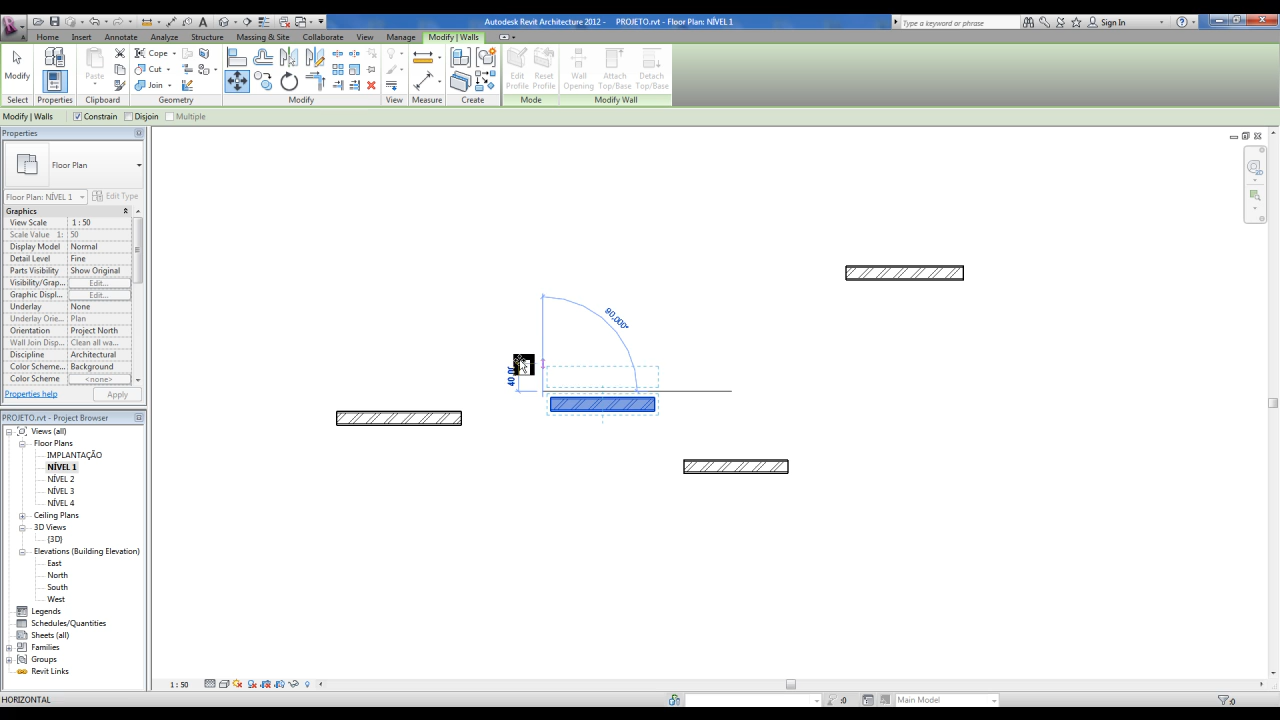 Autodesk Revit Architecture 2012 - PROJETO.rvt - Floor Plan: NÍVEL 1
Type a keyword or phrase
Sign In
Home Insert Annotate Analyze Structure Massing & Site Collaborate View Manage Modify | Walls
Modify
Paste
Cope
Cut
Join
Edit Profile
Reset Profile
Wall Opening
Attach Top/Base
Detach Top/Base
Select Properties Clipboard Geometry Modify View Measure Create Mode Modify Wall
Modify | Walls Constrain Disjoin Multiple
Properties
Floor Plan
Floor Plan: NÍVEL 1 Edit Type
Graphics
View Scale 1 : 50
Scale Value 1: 50
Display Model Normal
Detail Level Fine
Parts Visibility Show Original
Visibility/Grap... Edit...
Graphic Displ... Edit...
Underlay None
Underlay Orie... Plan
Orientation Project North
Wall Join Displ... Clean all wa...
Discipline Architectural
Color Scheme... Background
Color Scheme <none>
Properties help Apply
PROJETO.rvt - Project Browser
Views (all)
Floor Plans
IMPLANTAÇÃO
NÍVEL 1
NÍVEL 2
NÍVEL 3
NÍVEL 4
Ceiling Plans
3D Views
{3D}
Elevations (Building Elevation)
East
North
South
West
Legends
Schedules/Quantities
Sheets (all)
Families
Groups
Revit Links
90.000°
2D
1 : 50
HORIZONTAL
:0
Main Model
:0